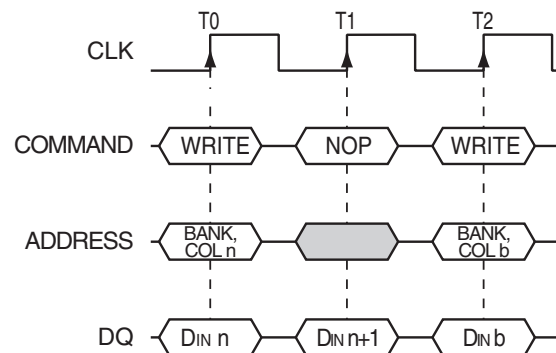 T0 T1 T2
CLK
COMMAND WRITE NOP WRITE
ADDRESS BANK, COL n BANK, COL b
DQ DIN n DIN n+1 DIN b